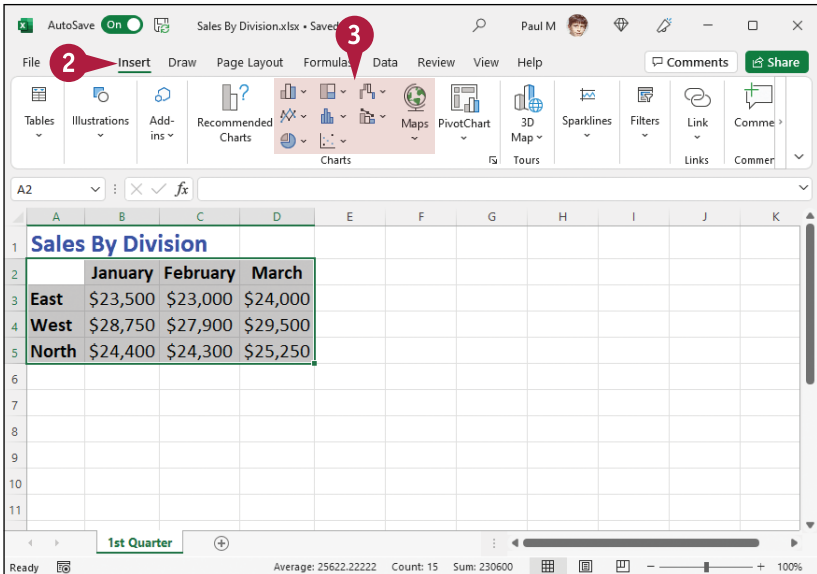 AutoSave On Sales By Division.xlsx • Saved Paul M
3
File 2 Insert Draw Page Layout Formulas Data Review View Help Comments Share
Tables Illustrations Add-ins Recommended Charts Maps PivotChart 3D Map Sparklines Filters Link Comme
Charts Tours Links Commer
A2 fx
A B C D E F G H I J K
1 Sales By Division
2 January February March
3 East $23,500 $23,000 $24,000
4 West $28,750 $27,900 $29,500
5 North $24,400 $24,300 $25,250
6
7
8
9
10
11
1st Quarter
Ready Average: 25622.22222 Count: 15 Sum: 230600 100%